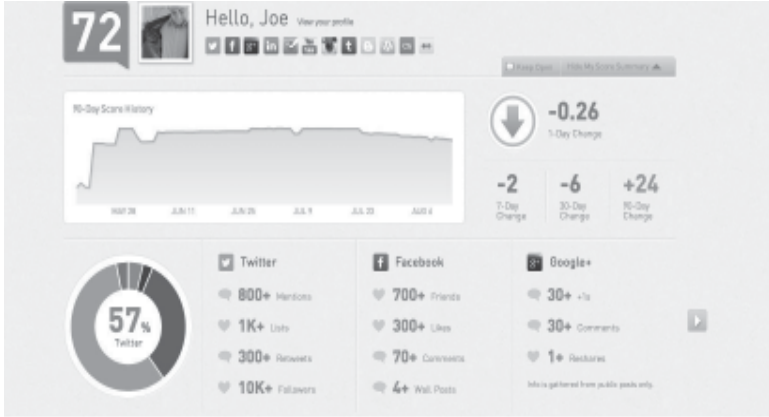 72
Hello, Joe View your profile
Keep Open Hide My Score Summary
90-Day Score History
MAY 28 JUN 11 JUN 25 JUL 9 JUL 23 AUG 6
-0.26
1-Day Change
-2 -6 +24
7-Day Change 30-Day Change 90-Day Change
57%
Twitter
Twitter
800+ Mentions
1K+ Lists
300+ Retweets
10K+ Followers
Facebook
700+ Friends
300+ Likes
70+ Comments
4+ Wall Posts
Google+
30+ +1s
30+ Comments
1+ Reshares
Info is gathered from public posts only.